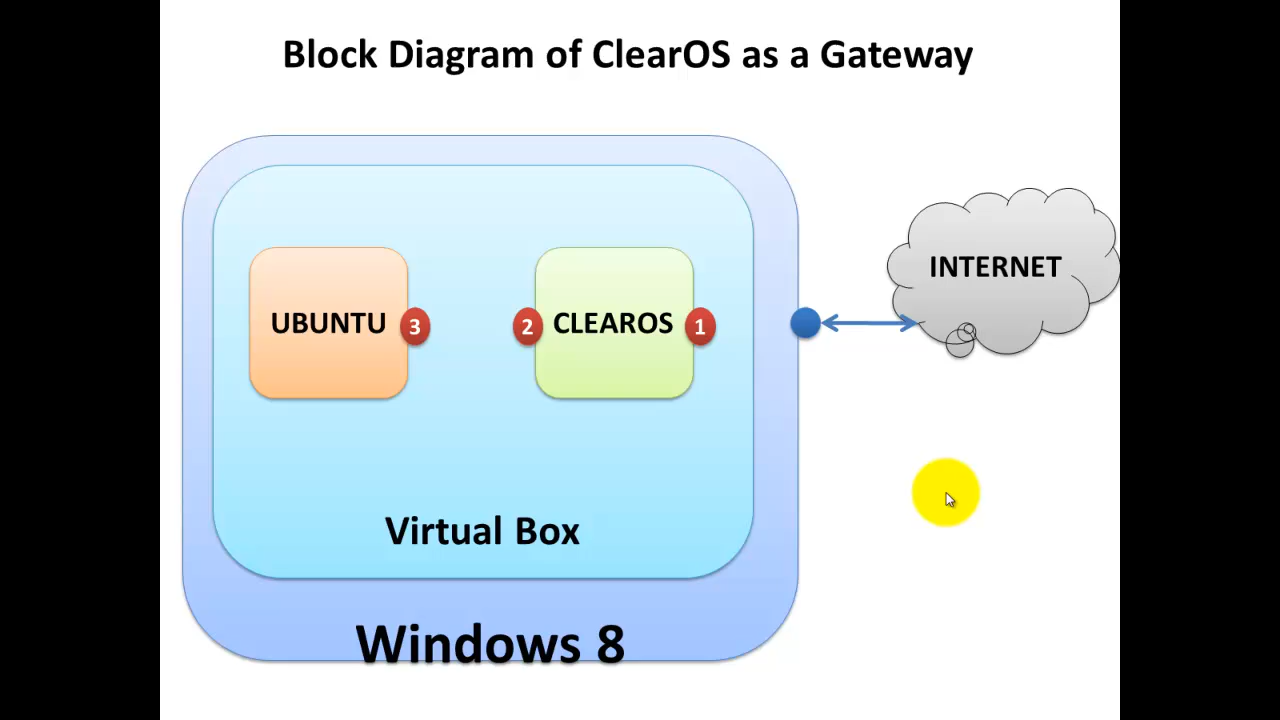 Block Diagram of ClearOS as a Gateway
INTERNET
UBUNTU 3
2 CLEAROS 1
Virtual Box
Windows 8